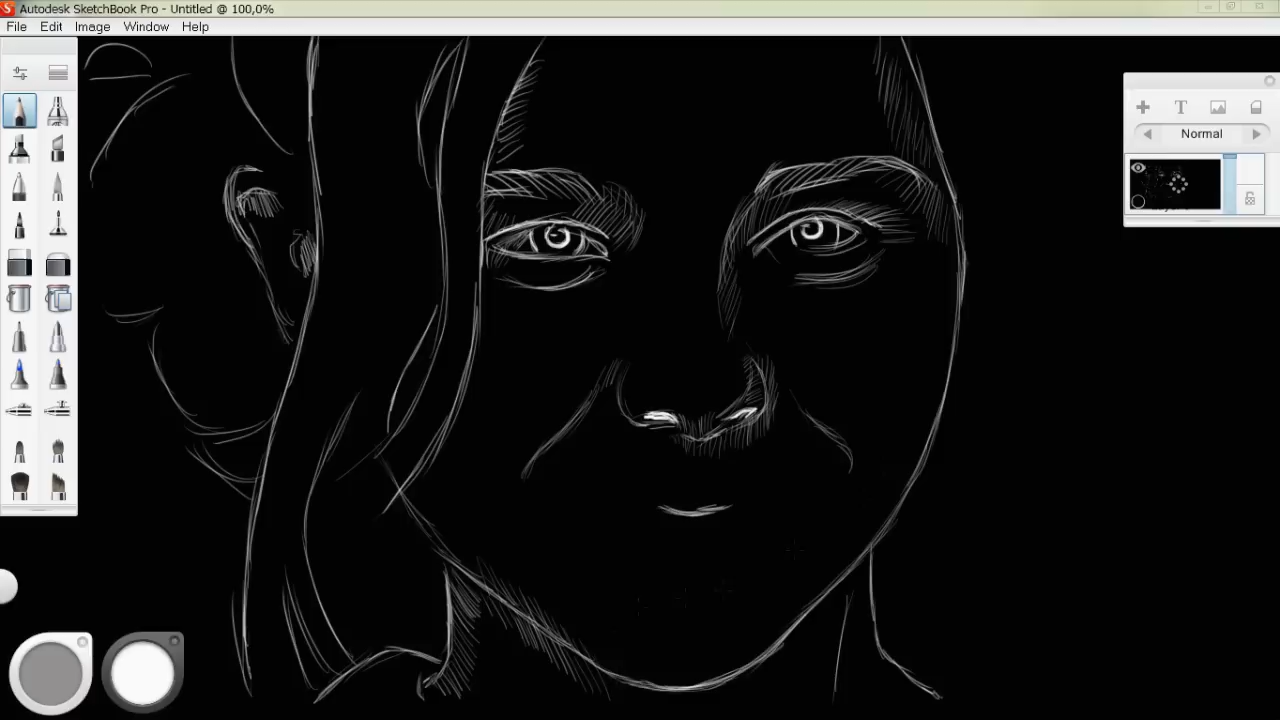 Autodesk SketchBook Pro - Untitled @ 100,0%
File Edit Image Window Help
T
Normal